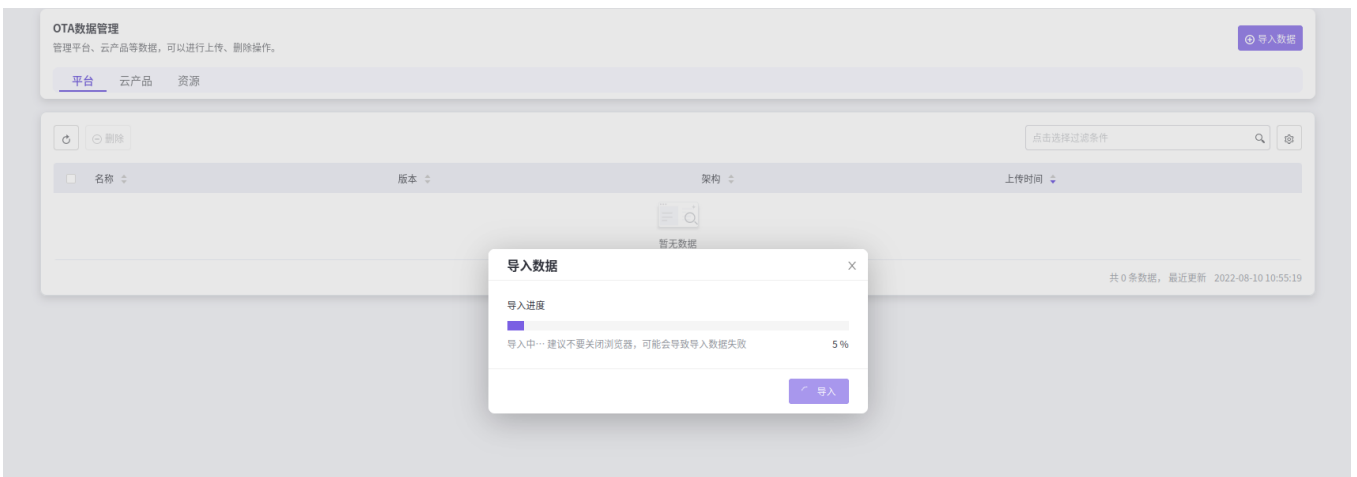 OTA数据管理
管理平台、云产品等数据，可以进行上传、删除操作。
导入数据
平台 云产品 资源
删除
点击选择过滤条件
名称 版本 架构 上传时间
暂无数据
共 0 条数据， 最近更新 2022-08-10 10:55:19
导入数据
导入进度
导入中… 建议不要关闭浏览器，可能会导致导入数据失败 5 %
导入